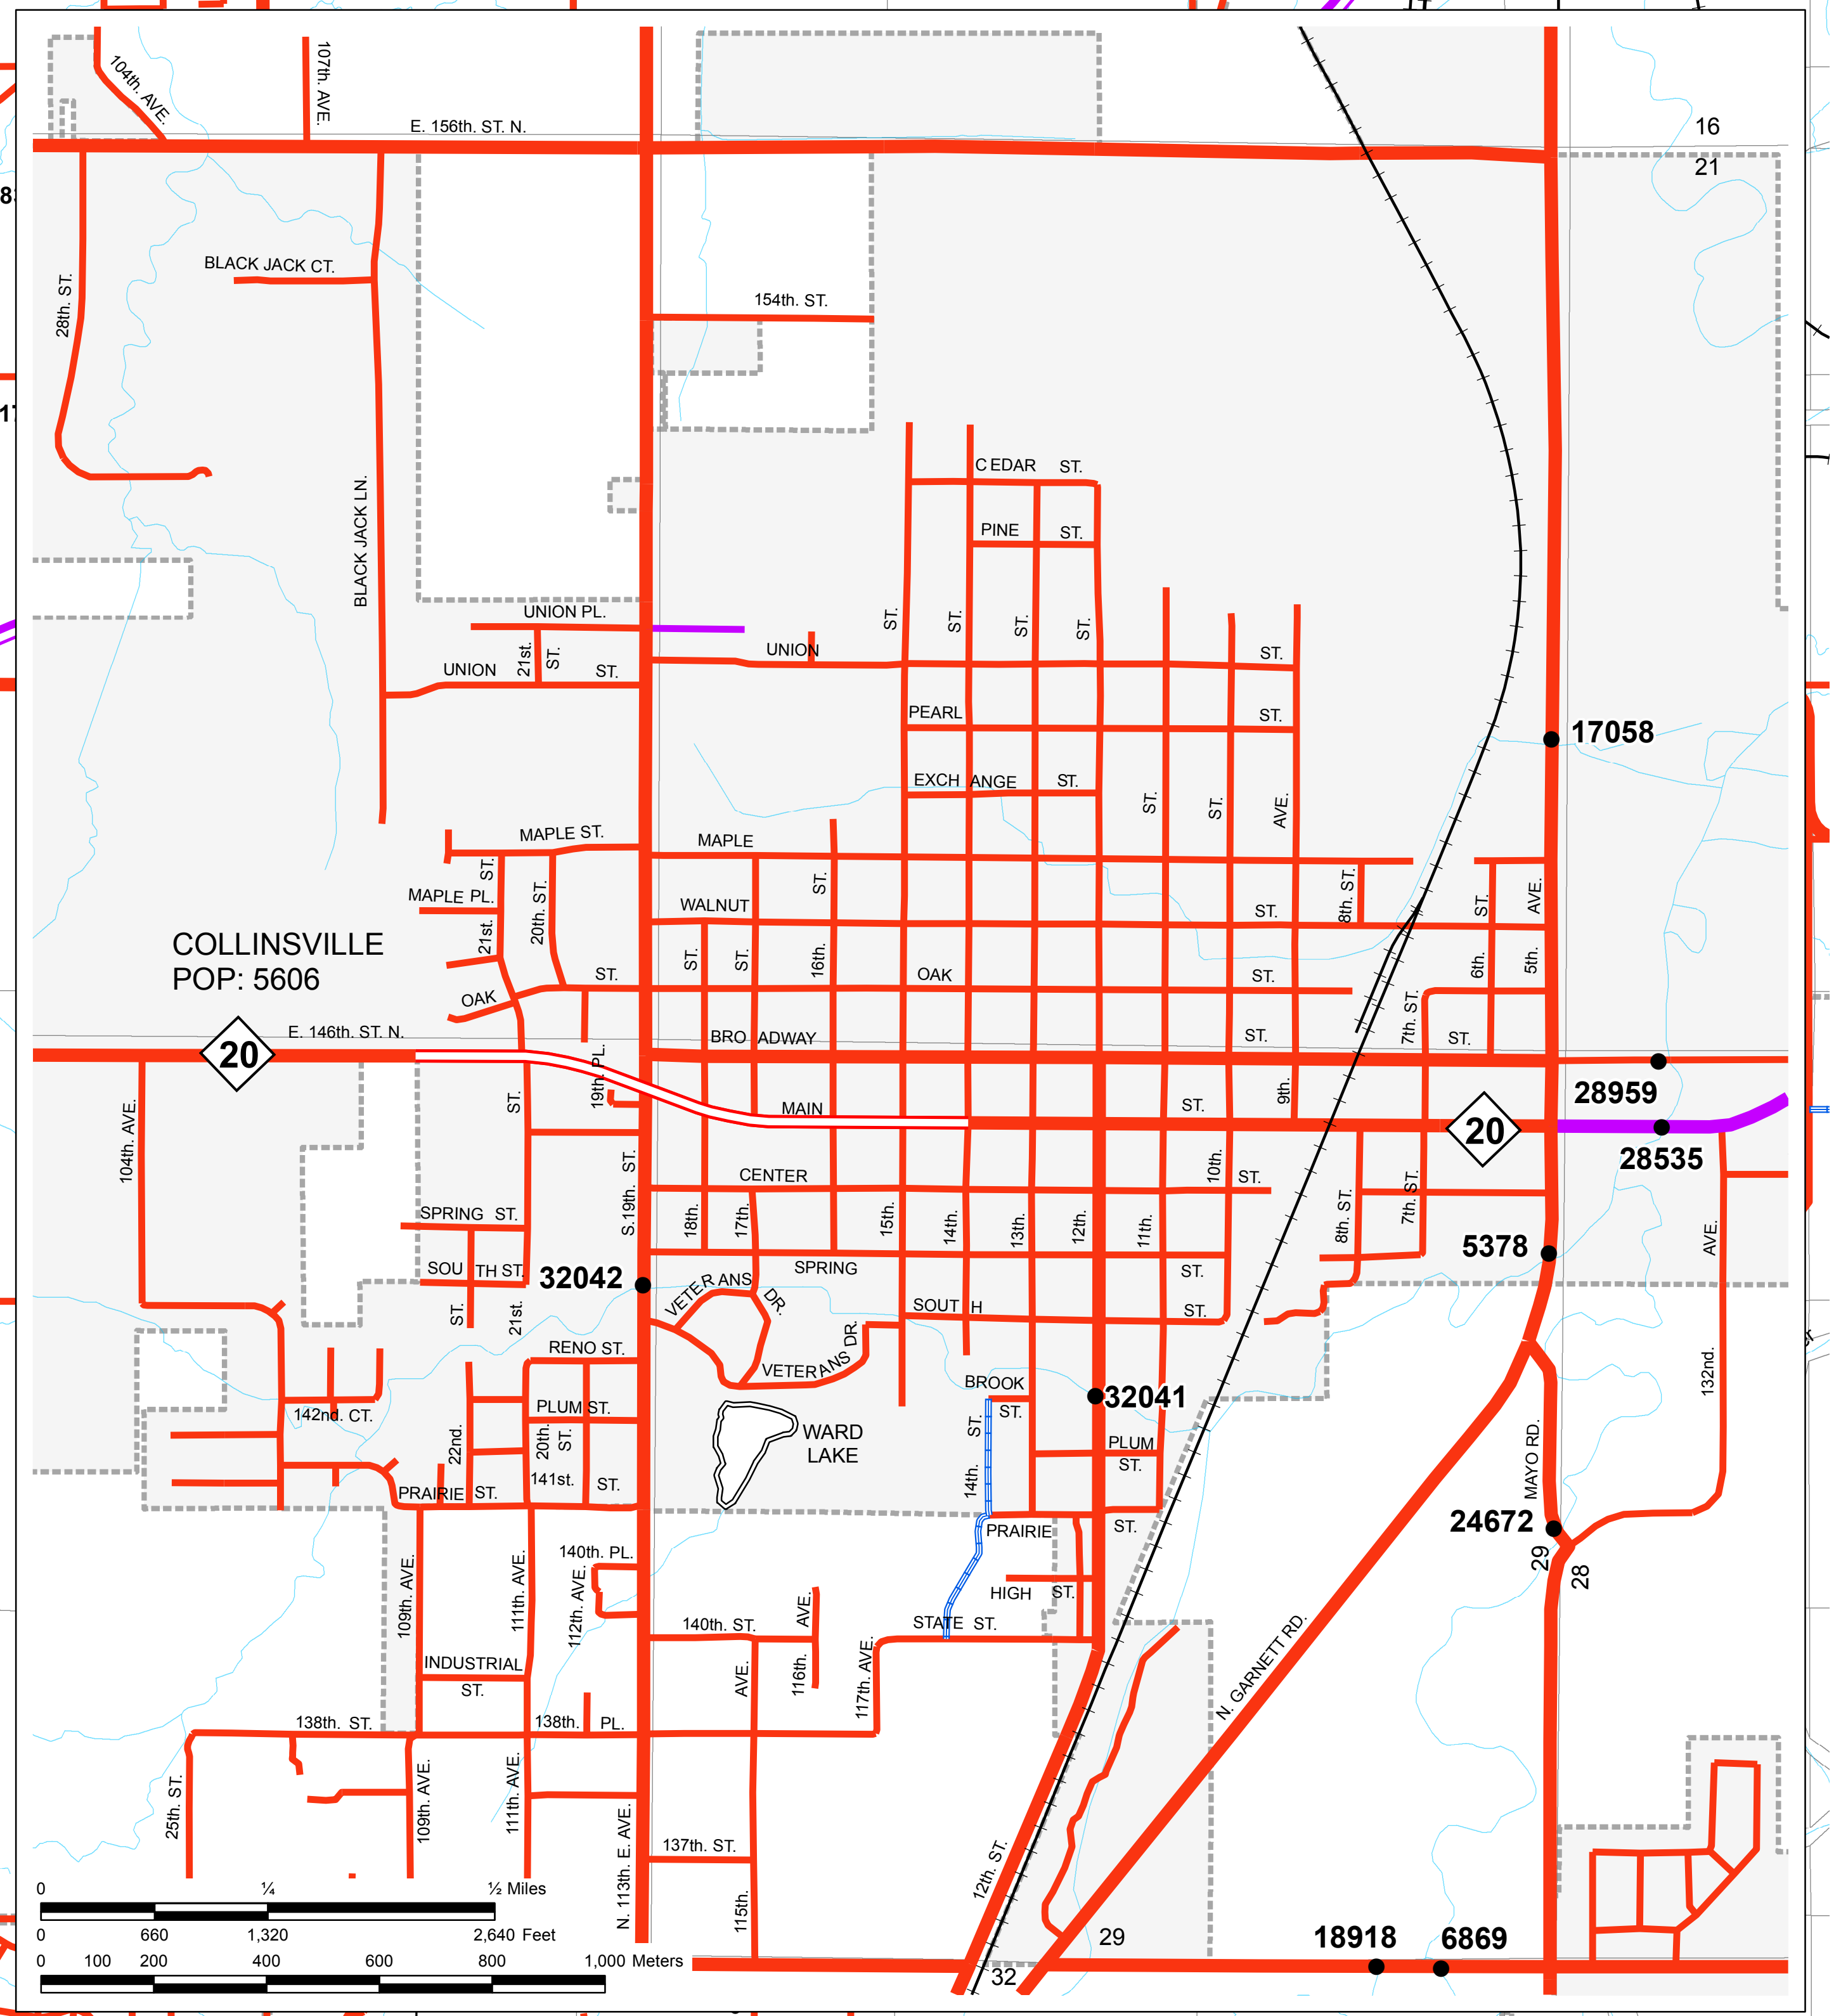 104th. AVE.
107th. AVE.
E. 156th. ST. N.
16
21
83
28th. ST.
BLACK JACK CT.
154th. ST.
17
BLACK JACK LN.
CEDAR ST.
PINE ST.
UNION PL.
ST.
ST.
ST.
ST.
21st. ST.
UNION
ST.
UNION ST.
PEARL ST.
17058
EXCHANGE ST.
ST.
ST.
AVE.
MAPLE ST.
MAPLE
ST.
20th. ST.
ST.
8th. ST.
ST.
AVE.
MAPLE PL.
WALNUT ST.
21st.
ST.
ST.
16th.
6th.
5th.
COLLINSVILLE
POP: 5606
ST.
OAK ST.
OAK
7th. ST.
E. 146th. ST. N.
BROADWAY ST.
ST.
20
19th. PL.
9th.
28959
ST.
MAIN ST.
20
28535
104th. AVE.
S.19th. ST.
CENTER ST.
10th.
8th. ST.
7th. ST.
AVE.
SPRING ST.
18th.
17th.
15th.
14th.
13th.
12th.
11th.
5378
SOUTH ST.
32042
SPRING ST.
ST.
21st.
VETERANS DR.
SOUTH ST.
RENO ST.
VETERANS DR.
132nd.
BROOK
ST.
32041
142nd. CT.
PLUM ST.
22nd.
20th. ST.
WARD
LAKE
14th. ST.
PLUM
ST.
MAYO RD.
141st. ST.
PRAIRIE ST.
PRAIRIE ST.
24672
29
28
109th. AVE.
111th. AVE.
140th. PL.
112th. AVE.
HIGH ST.
140th. ST.
AVE.
STATE ST.
N. GARNETT RD.
INDUSTRIAL
ST.
AVE.
116th.
117th. AVE.
138th. ST.
138th. PL.
25th. ST.
109th. AVE.
111th. AVE.
N. 113th. E. AVE.
137th. ST.
115th.
12th. ST.
0 ¼ ½ Miles
0 660 1,320 2,640 Feet
0 100 200 400 600 800 1,000 Meters
29
32
18918
6869